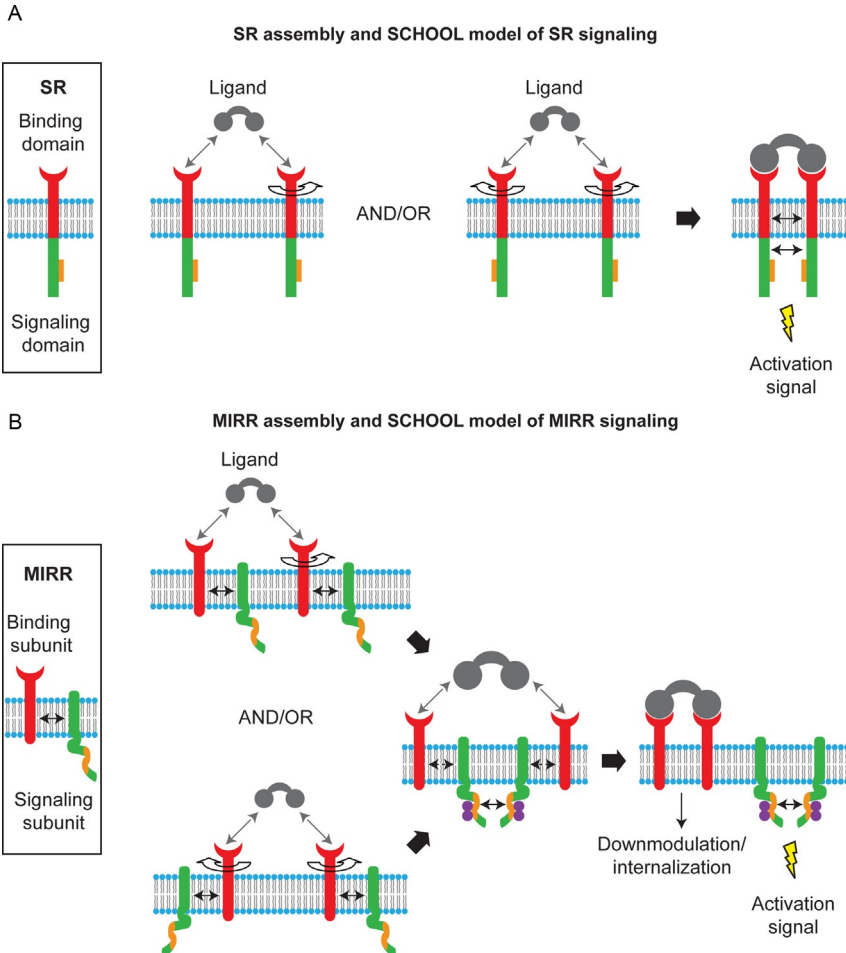 A
SR assembly and SCHOOL model of SR signaling
SR
Binding
domain
Signaling
domain
Ligand
AND/OR
Ligand
Activation
signal
B
MIRR assembly and SCHOOL model of MIRR signaling
MIRR
Binding
subunit
Signaling
subunit
Ligand
AND/OR
Downmodulation/
internalization
Activation
signal